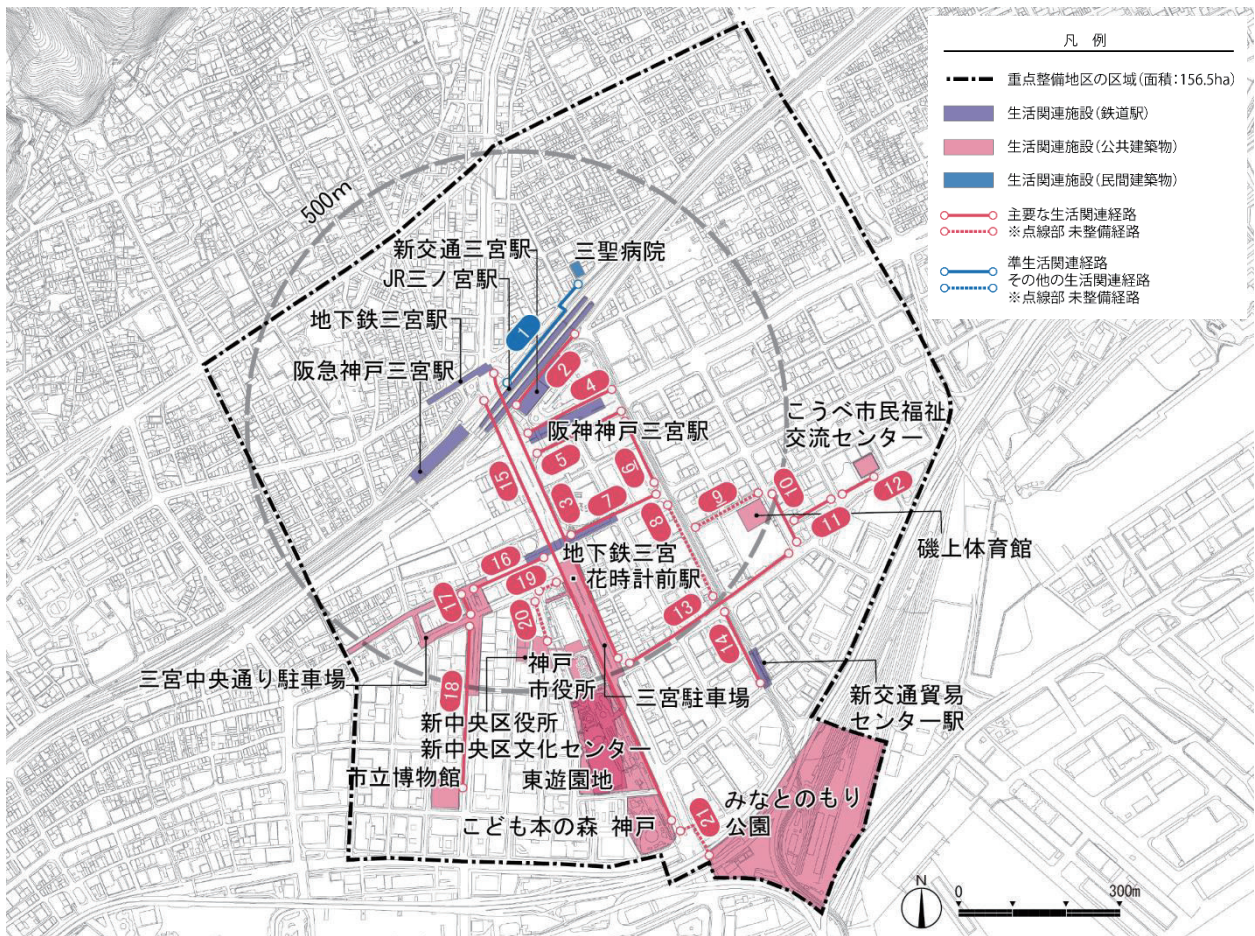 凡 例
重点整備地区の区域(面積:156.5ha)
生活関連施設(鉄道駅)
生活関連施設(公共建築物)
生活関連施設(民間建築物)
主要な生活関連経路
※点線部 未整備経路
準生活関連経路
その他の生活関連経路
※点線部 未整備経路
500m
新交通三宮駅
三聖病院
JR三ノ宮駅
地下鉄三宮駅
阪急神戸三宮駅
1
2
4
阪神神戸三宮駅
こうべ市民福祉
交流センター
5
15
3
6
7
8
9
10
11
12
磯上体育館
地下鉄三宮
・花時計前駅
16
19
17
20
13
14
三宮中央通り駐車場
18
神戸
市役所
三宮駐車場
新交通貿易
センター駅
新中央区役所
新中央区文化センター
市立博物館
東遊園地
こども本の森 神戸
21
みなとのもり
公園
N
0
300m